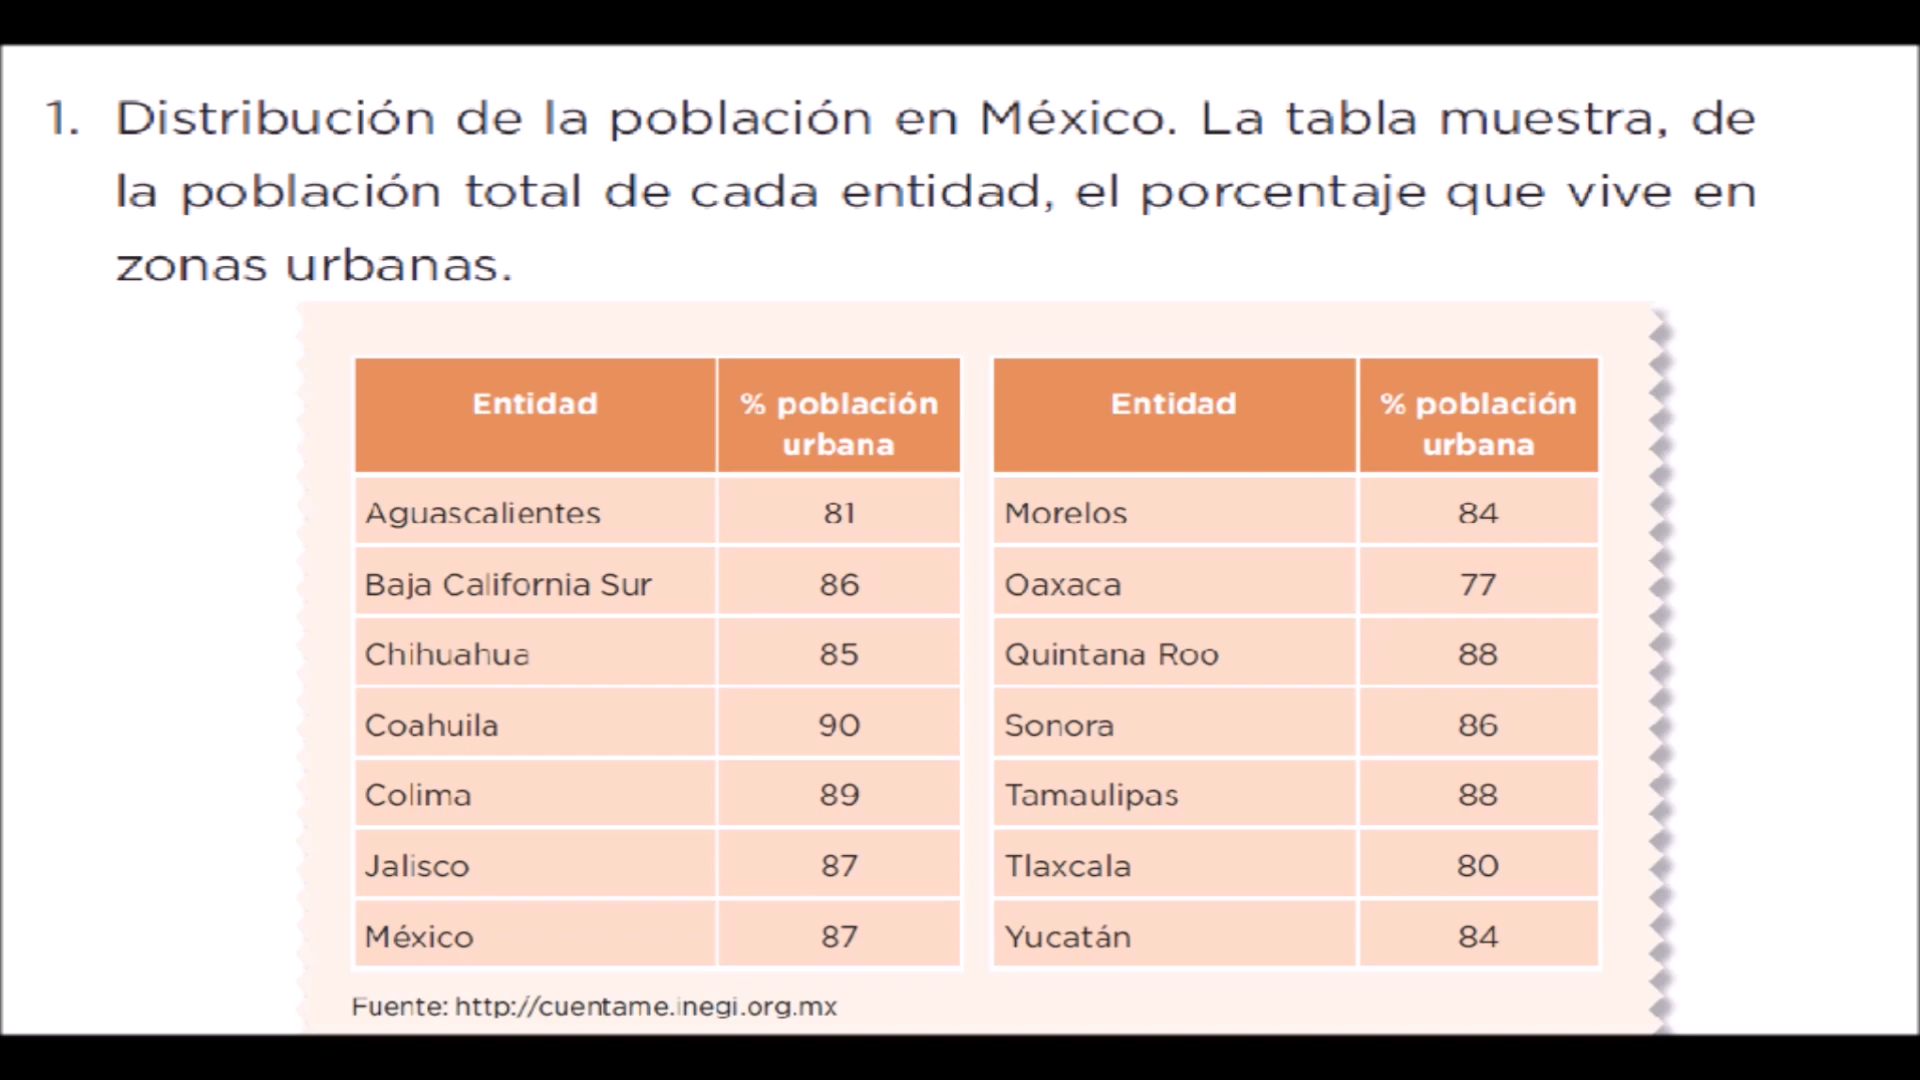 1. Distribución de la población en México. La tabla muestra, de
la población total de cada entidad, el porcentaje que vive en
zonas urbanas.
Entidad % población urbana Entidad % población urbana
Aguascalientes 81 Morelos 84
Baja California Sur 86 Oaxaca 77
Chihuahua 85 Quintana Roo 88
Coahuila 90 Sonora 86
Colima 89 Tamaulipas 88
Jalisco 87 Tlaxcala 80
México 87 Yucatán 84
Fuente: http://cuentame.inegi.org.mx